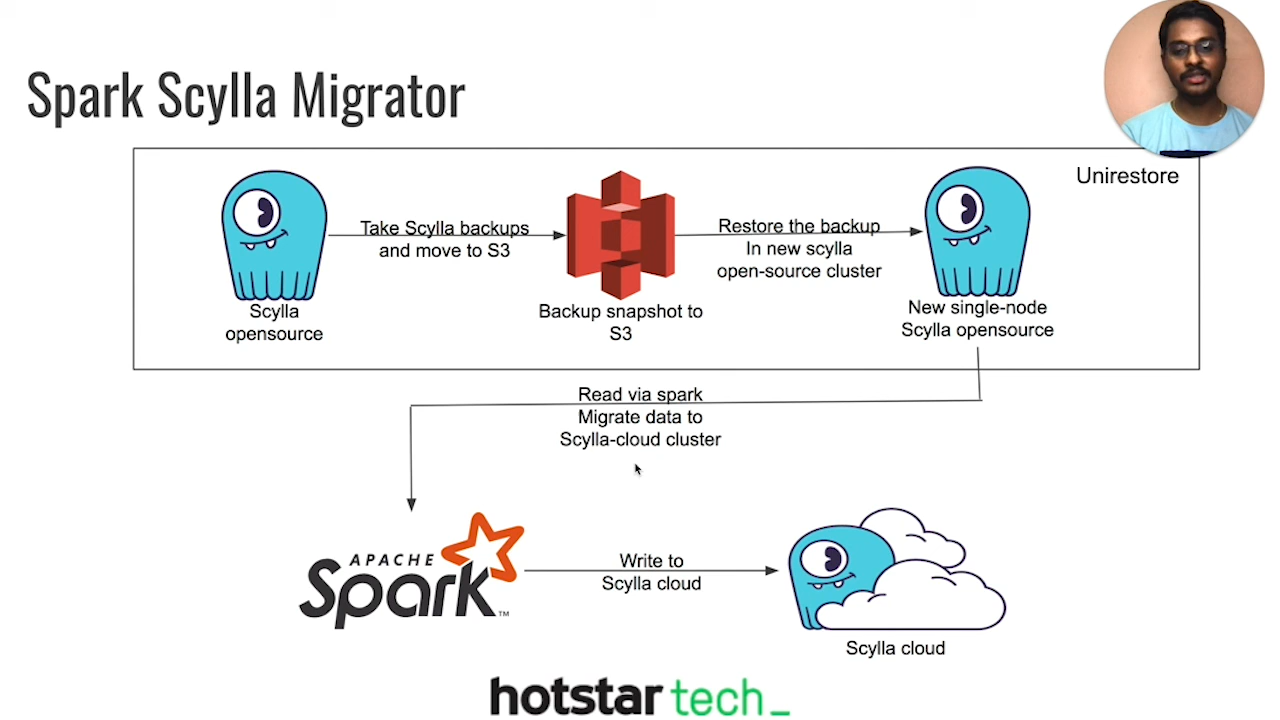 Spark Scylla Migrator
Unirestore
Take Scylla backups
and move to S3
Restore the backup
In new scylla
open-source cluster
Scylla
opensource
Backup snapshot to
S3
New single-node
Scylla opensource
Read via spark
Migrate data to
Scylla-cloud cluster
APACHE
Spark™
Write to
Scylla cloud
Scylla cloud
hotstar tech_